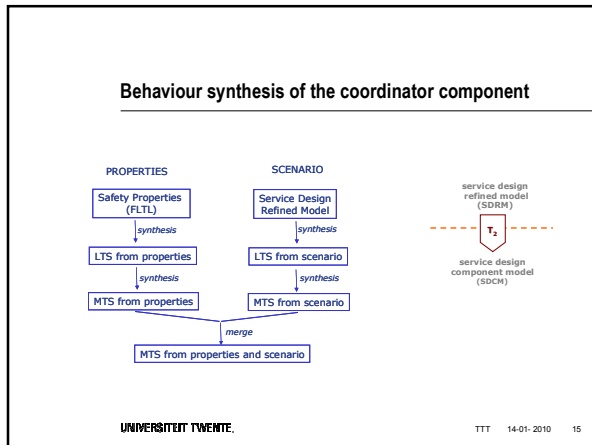 Behaviour synthesis of the coordinator component
PROPERTIES
Safety Properties
(FLTL)
synthesis
LTS from properties
synthesis
MTS from properties
SCENARIO
Service Design
Refined Model
synthesis
LTS from scenario
synthesis
MTS from scenario
merge
MTS from properties and scenario
service design
refined model
(SDRM)
T2
service design
component model
(SDCM)
UNIVERSITEIT TWENTE.
TTT 14-01- 2010 15